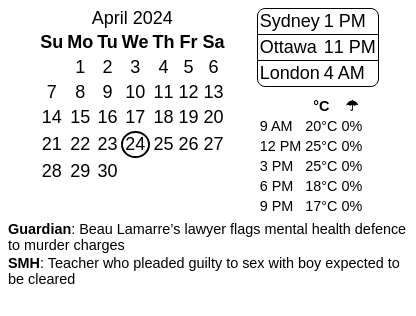 April 2024
Su Mo Tu We Th Fr Sa
1 2 3 4 5 6
7 8 9 10 11 12 13
14 15 16 17 18 19 20
21 22 23 24 25 26 27
28 29 30
Sydney 1 PM
Ottawa 11 PM
London 4 AM
°C ☂
9 AM 20°C 0%
12 PM 25°C 0%
3 PM 25°C 0%
6 PM 18°C 0%
9 PM 17°C 0%
Guardian: Beau Lamarre’s lawyer flags mental health defence
to murder charges
SMH: Teacher who pleaded guilty to sex with boy expected to
be cleared